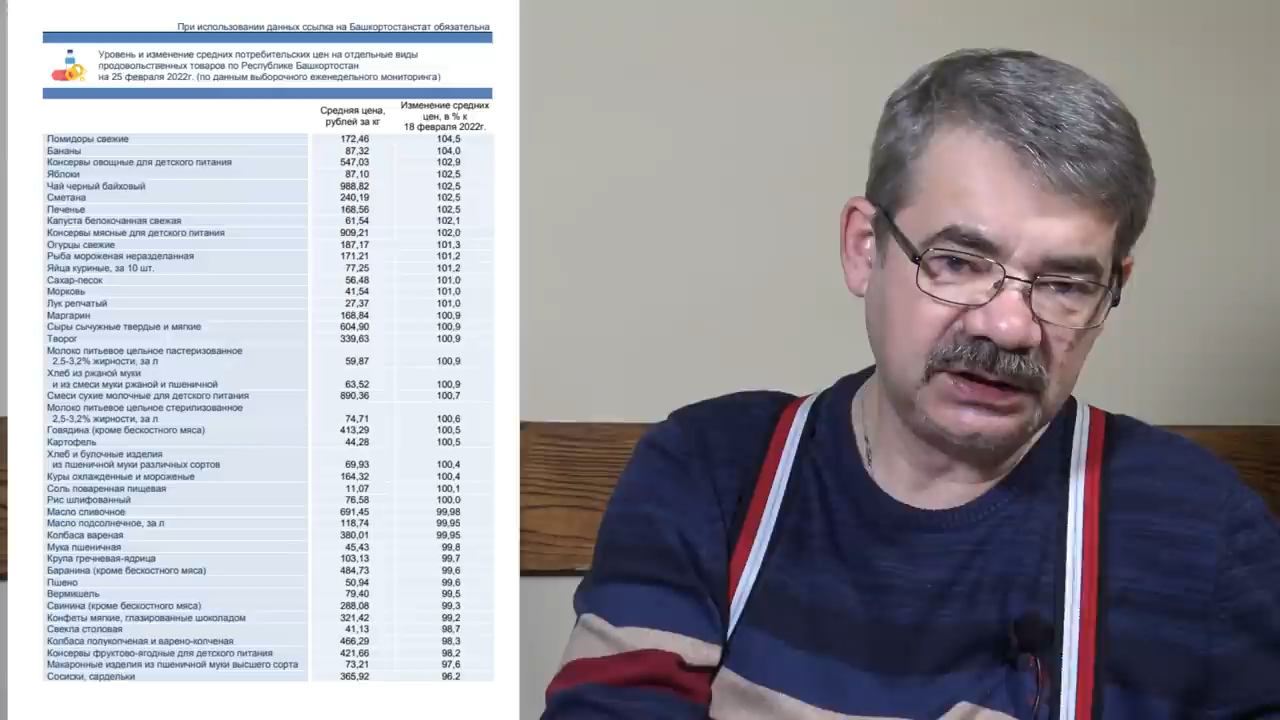 При использовании данных ссылка на Башкортостанстат обязательна
Уровень и изменение средних потребительских цен на отдельные виды
продовольственных товаров по Республике Башкортостан
на 25 февраля 2022г. (по данным выборочного еженедельного мониторинга)
Средняя цена, рублей за кг Изменение средних цен, в % к 18 февраля 2022г.
Помидоры свежие 172,46 104,5
Бананы 87,32 104,0
Консервы овощные для детского питания 547,03 102,9
Яблоки 87,10 102,5
Чай черный байховый 988,82 102,5
Сметана 240,19 102,5
Печенье 168,56 102,5
Капуста белокочанная свежая 61,54 102,1
Консервы мясные для детского питания 909,21 102,0
Огурцы свежие 187,17 101,3
Рыба мороженая неразделанная 171,21 101,2
Яйца куриные, за 10 шт. 77,25 101,2
Сахар-песок 56,48 101,0
Морковь 41,54 101,0
Лук репчатый 27,37 101,0
Маргарин 168,84 100,9
Сыры сычужные твердые и мягкие 604,90 100,9
Творог 339,63 100,9
Молоко питьевое цельное пастеризованное
2,5-3,2% жирности, за л 59,87 100,9
Хлеб из ржаной муки
и из смеси муки ржаной и пшеничной 63,52 100,9
Смеси сухие молочные для детского питания 890,36 100,7
Молоко питьевое цельное стерилизованное
2,5-3,2% жирности, за л 74,71 100,6
Говядина (кроме бескостного мяса) 413,29 100,5
Картофель 44,28 100,5
Хлеб и булочные изделия
из пшеничной муки различных сортов 69,93 100,4
Куры охлажденные и мороженые 164,32 100,4
Соль поваренная пищевая 11,07 100,1
Рис шлифованный 76,58 100,0
Масло сливочное 691,45 99,98
Масло подсолнечное, за л 118,74 99,95
Колбаса вареная 380,01 99,95
Мука пшеничная 45,43 99,8
Крупа гречневая-ядрица 103,13 99,7
Баранина (кроме бескостного мяса) 484,73 99,6
Пшено 50,94 99,6
Вермишель 79,40 99,5
Свинина (кроме бескостного мяса) 288,08 99,3
Конфеты мягкие, глазированные шоколадом 321,42 99,2
Свекла столовая 41,13 98,7
Колбаса полукопченая и варено-копченая 466,29 98,3
Консервы фруктово-ягодные для детского питания 421,66 98,2
Макаронные изделия из пшеничной муки высшего сорта 73,21 97,6
Сосиски, сардельки 365,92 96,2